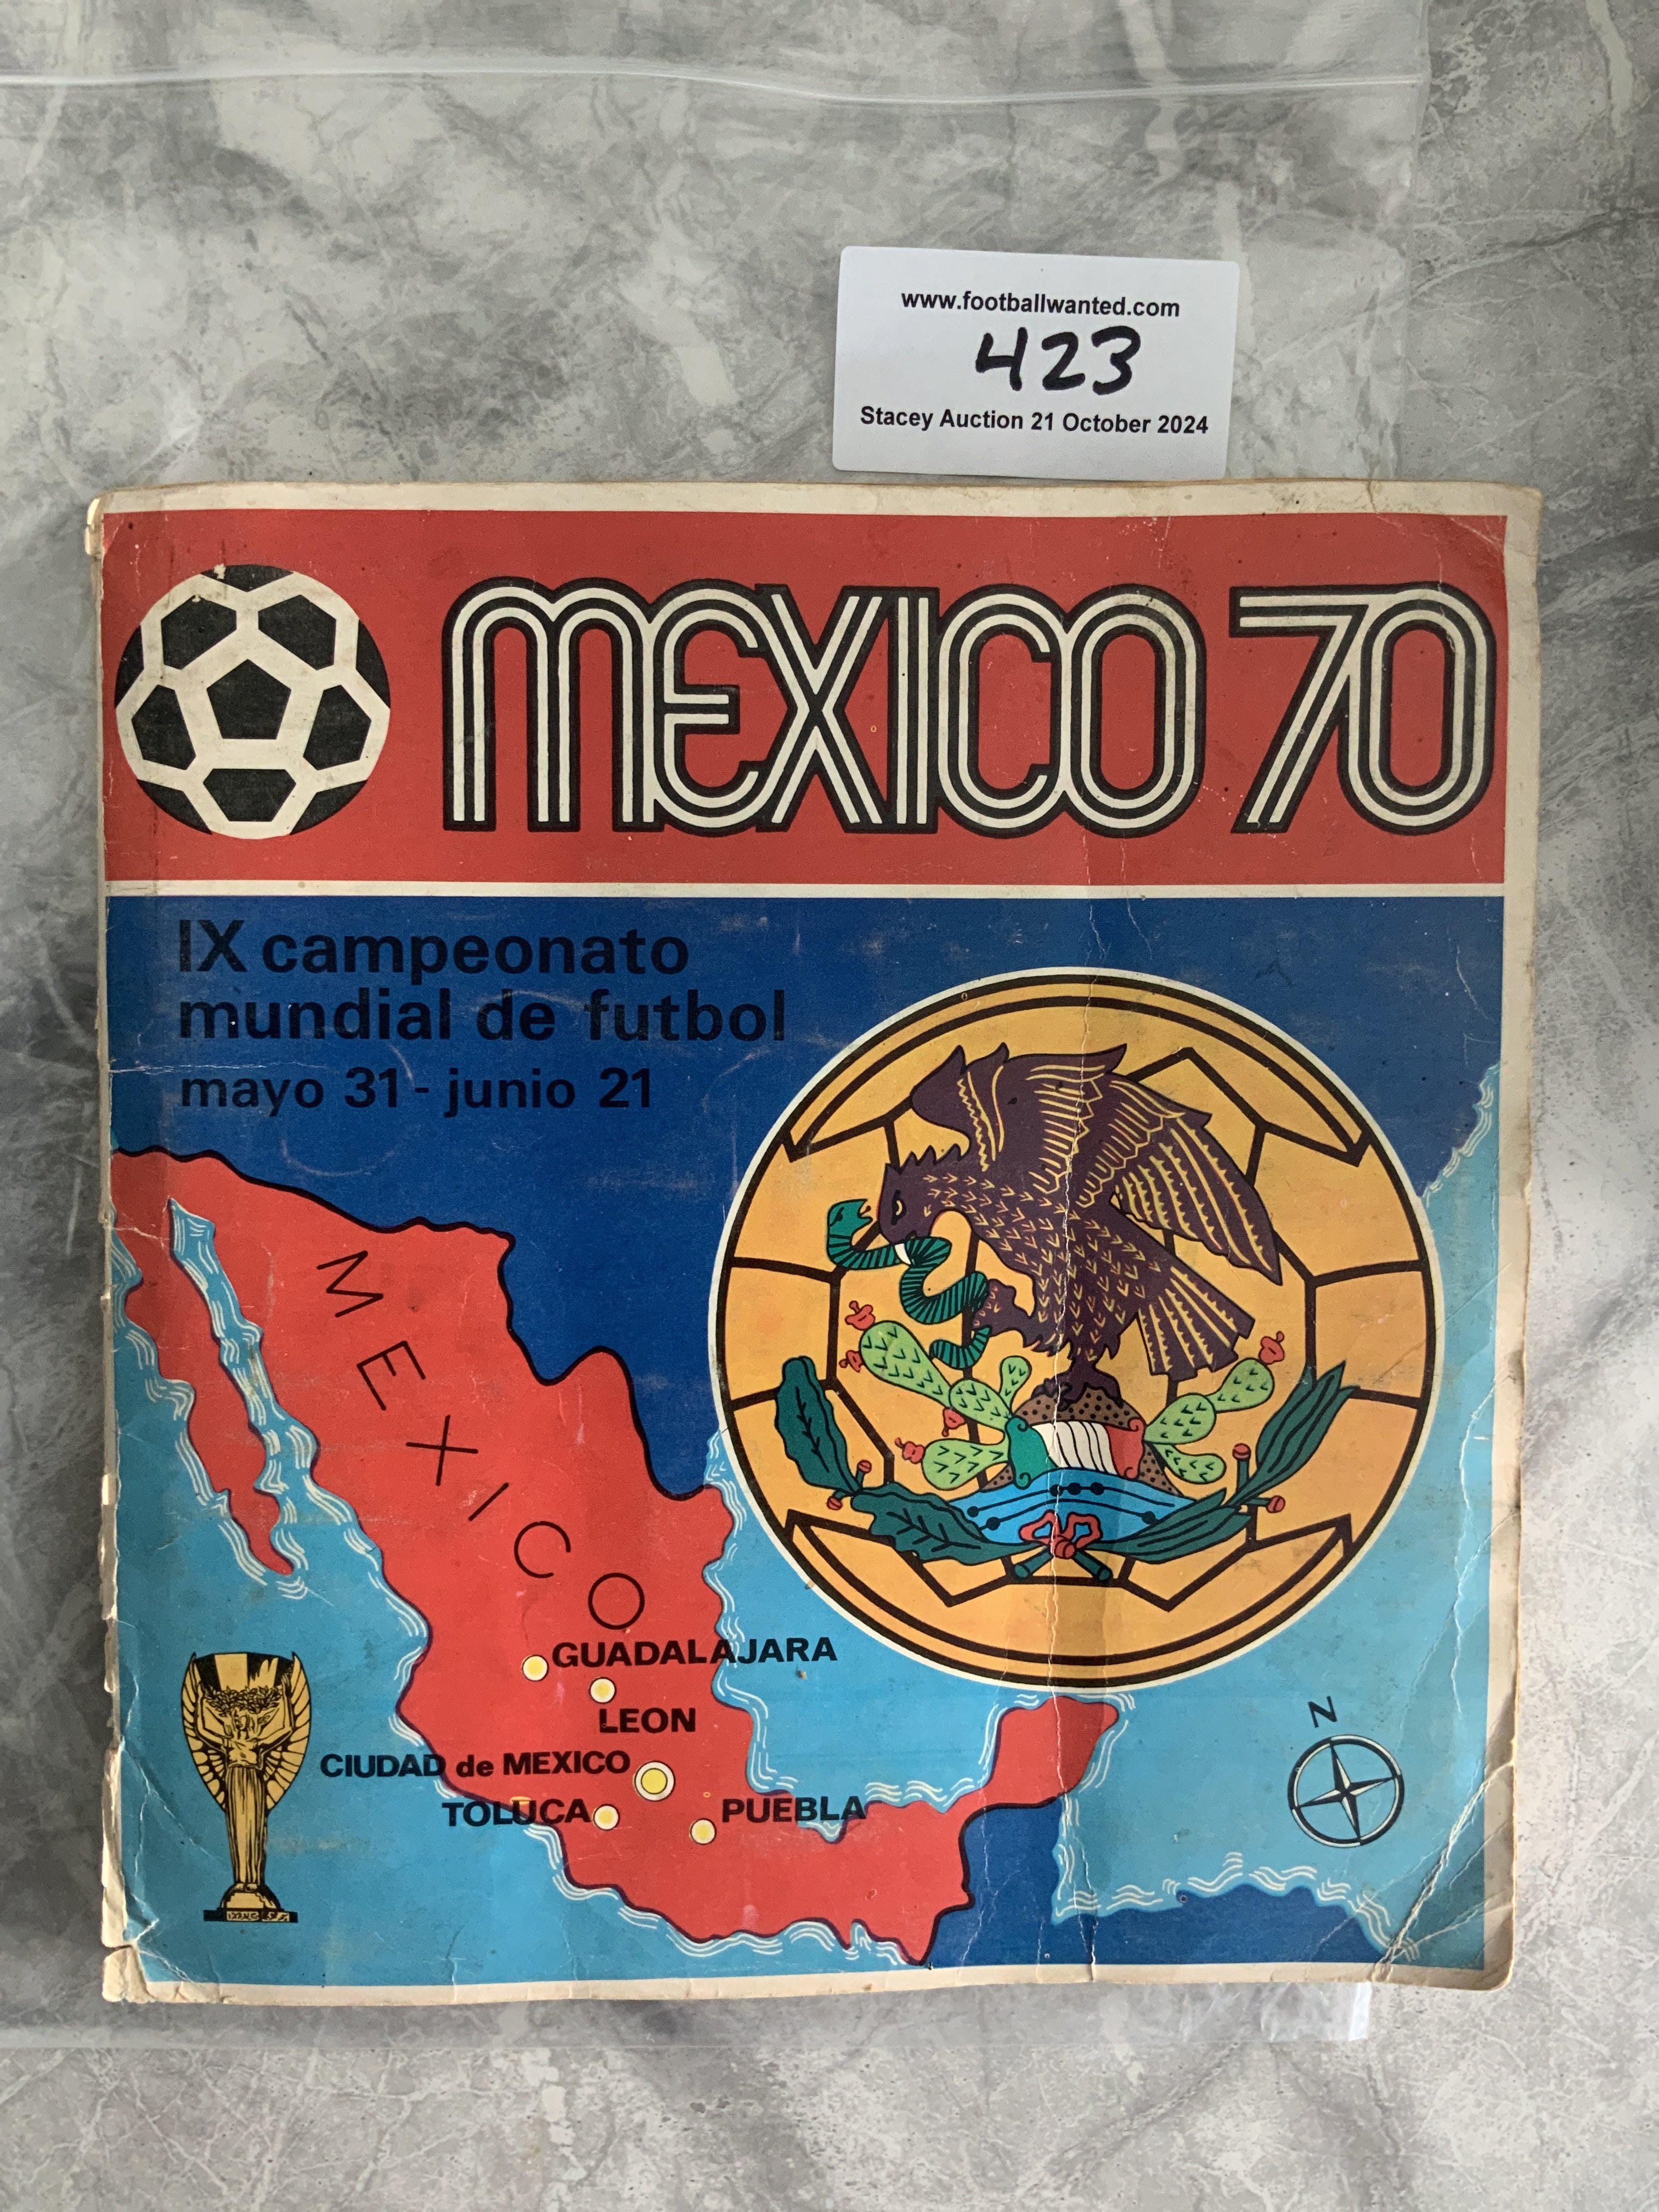 www.footballwanted.com
423
Stacey Auction 21 October 2024
MEXICO 70
IX campeonato
mundial de futbol
mayo 31 - junio 21
MEXICO
GUADALAJARA
LEON
CIUDAD de MEXICO
TOLUCA
PUEBLA
N